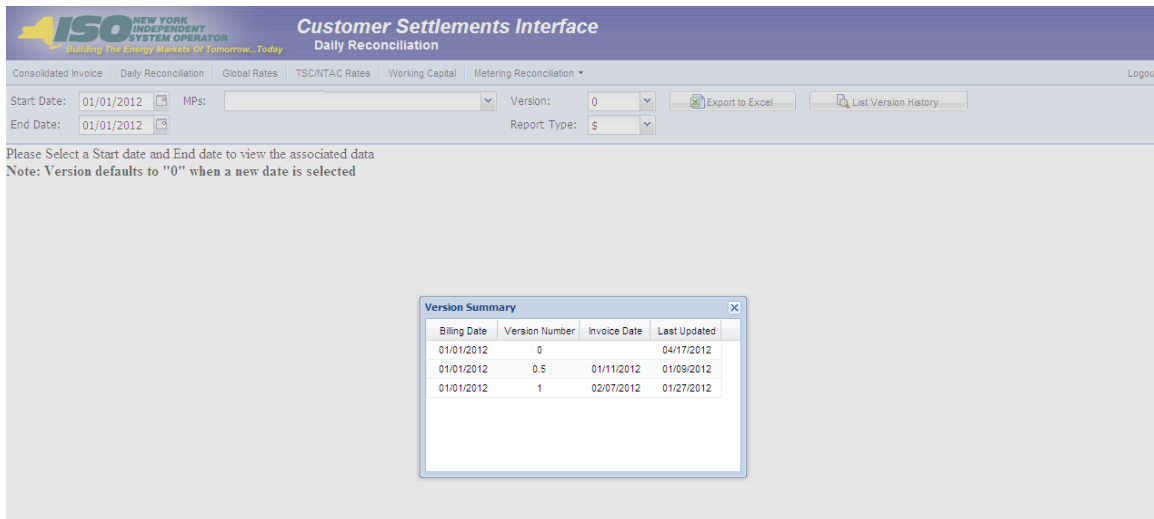 ISO NEW YORK
INDEPENDENT
SYSTEM OPERATOR
Building The Energy Markets Of Tomorrow...Today
Customer Settlements Interface
Daily Reconciliation
Consolidated Invoice Daily Reconciliation Global Rates TSC/NTAC Rates Working Capital Metering Reconciliation Logou
Start Date: 01/01/2012 MPs: Version: 0 Export to Excel List Version History
End Date: 01/01/2012 Report Type: $
Please Select a Start date and End date to view the associated data
Note: Version defaults to "0" when a new date is selected
Version Summary
Billing Date Version Number Invoice Date Last Updated
01/01/2012 0 04/17/2012
01/01/2012 0.5 01/11/2012 01/09/2012
01/01/2012 1 02/07/2012 01/27/2012